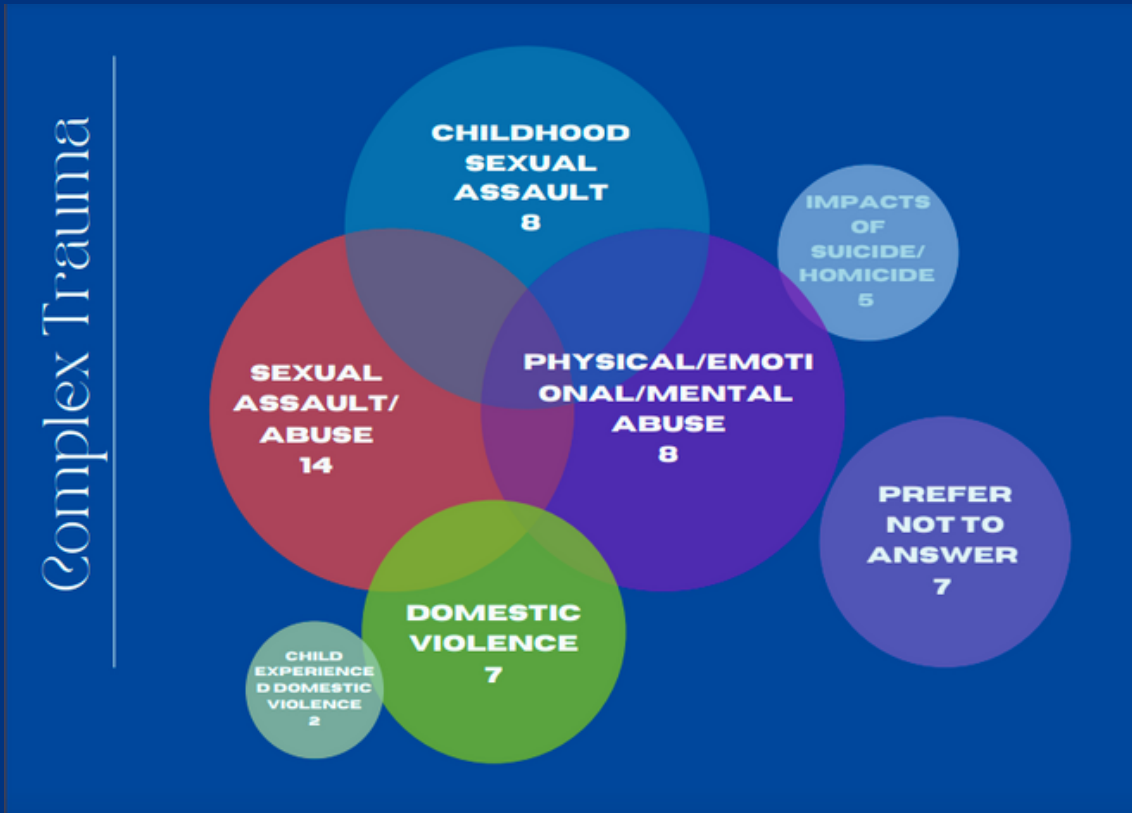 Complex Trauma
CHILDHOOD
SEXUAL
ASSAULT
8
IMPACTS
OF
SUICIDE/
HOMICIDE
5
SEXUAL
ASSAULT/
ABUSE
14
PHYSICAL/EMOTI
ONAL/MENTAL
ABUSE
8
PREFER
NOT TO
ANSWER
7
DOMESTIC
VIOLENCE
7
CHILD
EXPERIENCE
D DOMESTIC
VIOLENCE
2